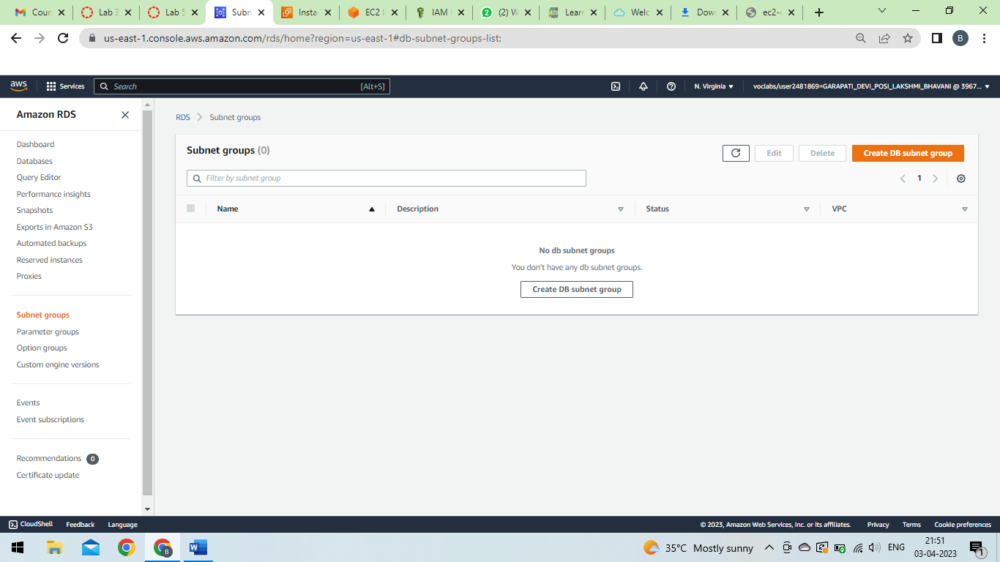 Cour
Lab 3
Lab 5
Subn
Insta
EC2
IAM
(2) W
Learn
Welc
Dow
ec2-
us-east-1.console.aws.amazon.com/rds/home?region=us-east-1#db-subnet-groups-list:
B
aws
Services
Search
[Alt+S]
N. Virginia
voclabs/user2481869=GARAPATI_DEVI_POSI_LAKSHMI_BHAVANI @ 3967...
Amazon RDS
Dashboard
Databases
Query Editor
Performance insights
Snapshots
Exports in Amazon S3
Automated backups
Reserved instances
Proxies
Subnet groups
Parameter groups
Option groups
Custom engine versions
Events
Event subscriptions
Recommendations 0
Certificate update
RDS > Subnet groups
Subnet groups (0)
Edit
Delete
Create DB subnet group
Filter by subnet group
1
Name
Description
Status
VPC
No db subnet groups
You don't have any db subnet groups.
Create DB subnet group
CloudShell
Feedback
Language
© 2023, Amazon Web Services, Inc. or its affiliates.
Privacy
Terms
Cookie preferences
B
35°C Mostly sunny
ENG
21:51
03-04-2023
1